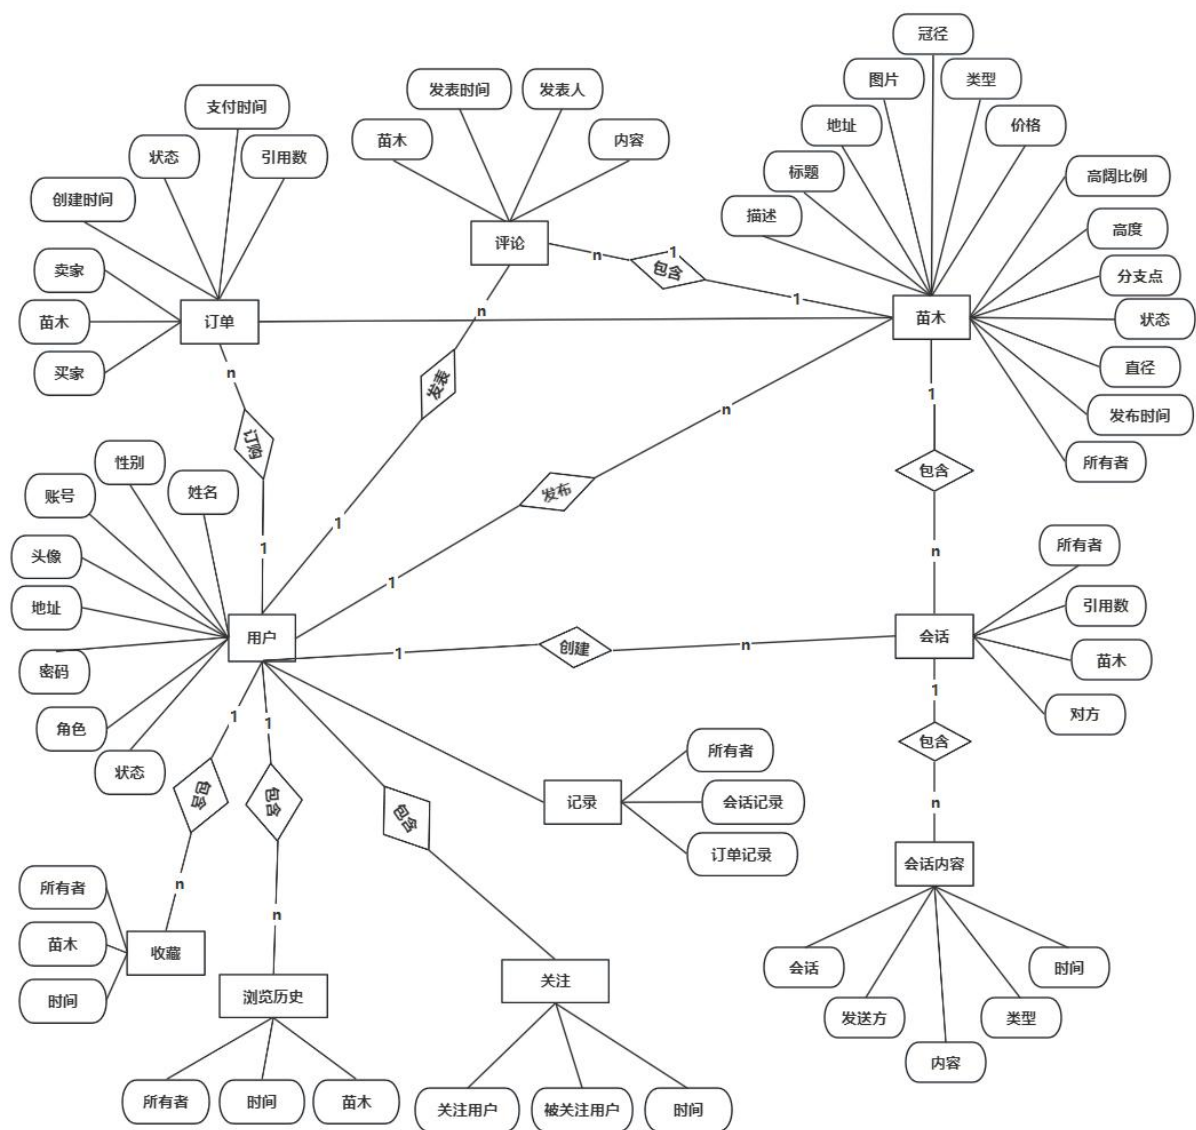 冠径
图片
类型
发表时间
发表人
支付时间
地址
价格
苗木
内容
状态
引用数
标题
高阔比例
创建时间
描述
高度
评论
n
1
包含
1
卖家
分支点
订单
n
苗木
苗木
状态
买家
n
发表
1
直径
n
发布时间
订购
性别
姓名
包含
所有者
账号
发布
1
1
n
所有者
头像
1
地址
引用数
用户
会话
创建
1
n
密码
苗木
1
角色
1
1
对方
状态
包含
所有者
包含
包含
包含
记录
会话记录
n
订单记录
会话内容
所有者
n
n
苗木
收藏
会话
时间
关注
时间
浏览历史
发送方
类型
内容
所有者
时间
苗木
关注用户
被关注用户
时间